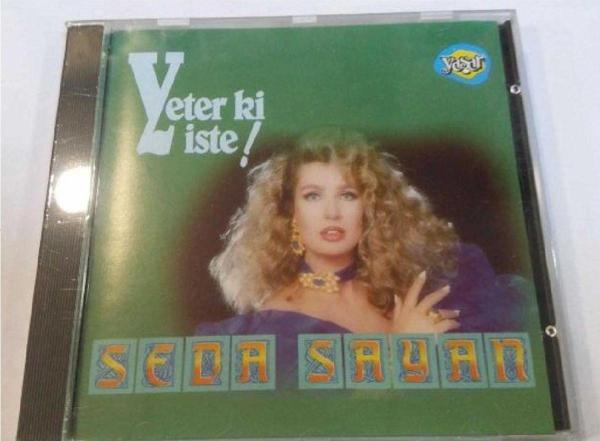 Yeter ki
iste!
Yaşar
SEDA SAYAN